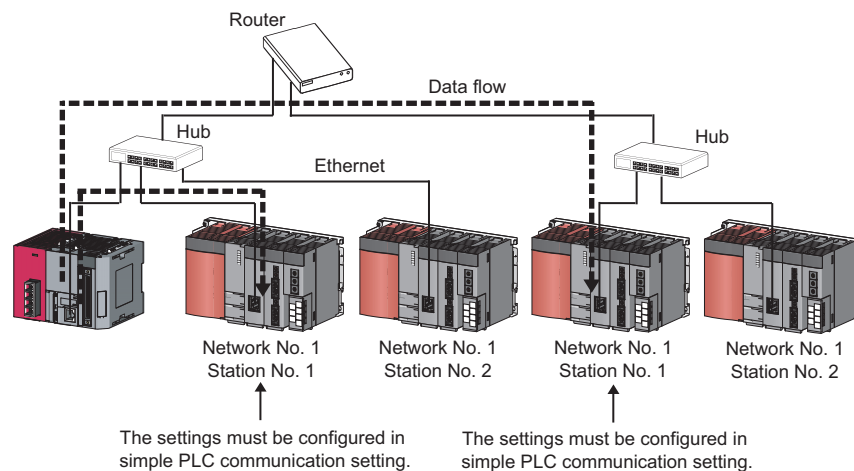 Router
Data flow
Hub
Hub
Ethernet
Network No. 1
Station No. 1
Network No. 1
Station No. 2
Network No. 1
Station No. 1
Network No. 1
Station No. 2
The settings must be configured in
simple PLC communication setting.
The settings must be configured in
simple PLC communication setting.